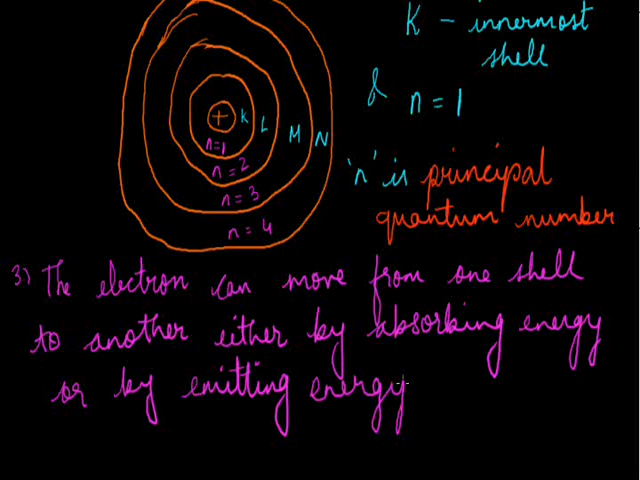 K - innermost
shell
& n = 1
+ K L M N
n=1
n = 2
n = 3
n = 4
'n' is principal
quantum number
3) The electron can move from one shell
to another either by absorbing energy
or by emitting energy